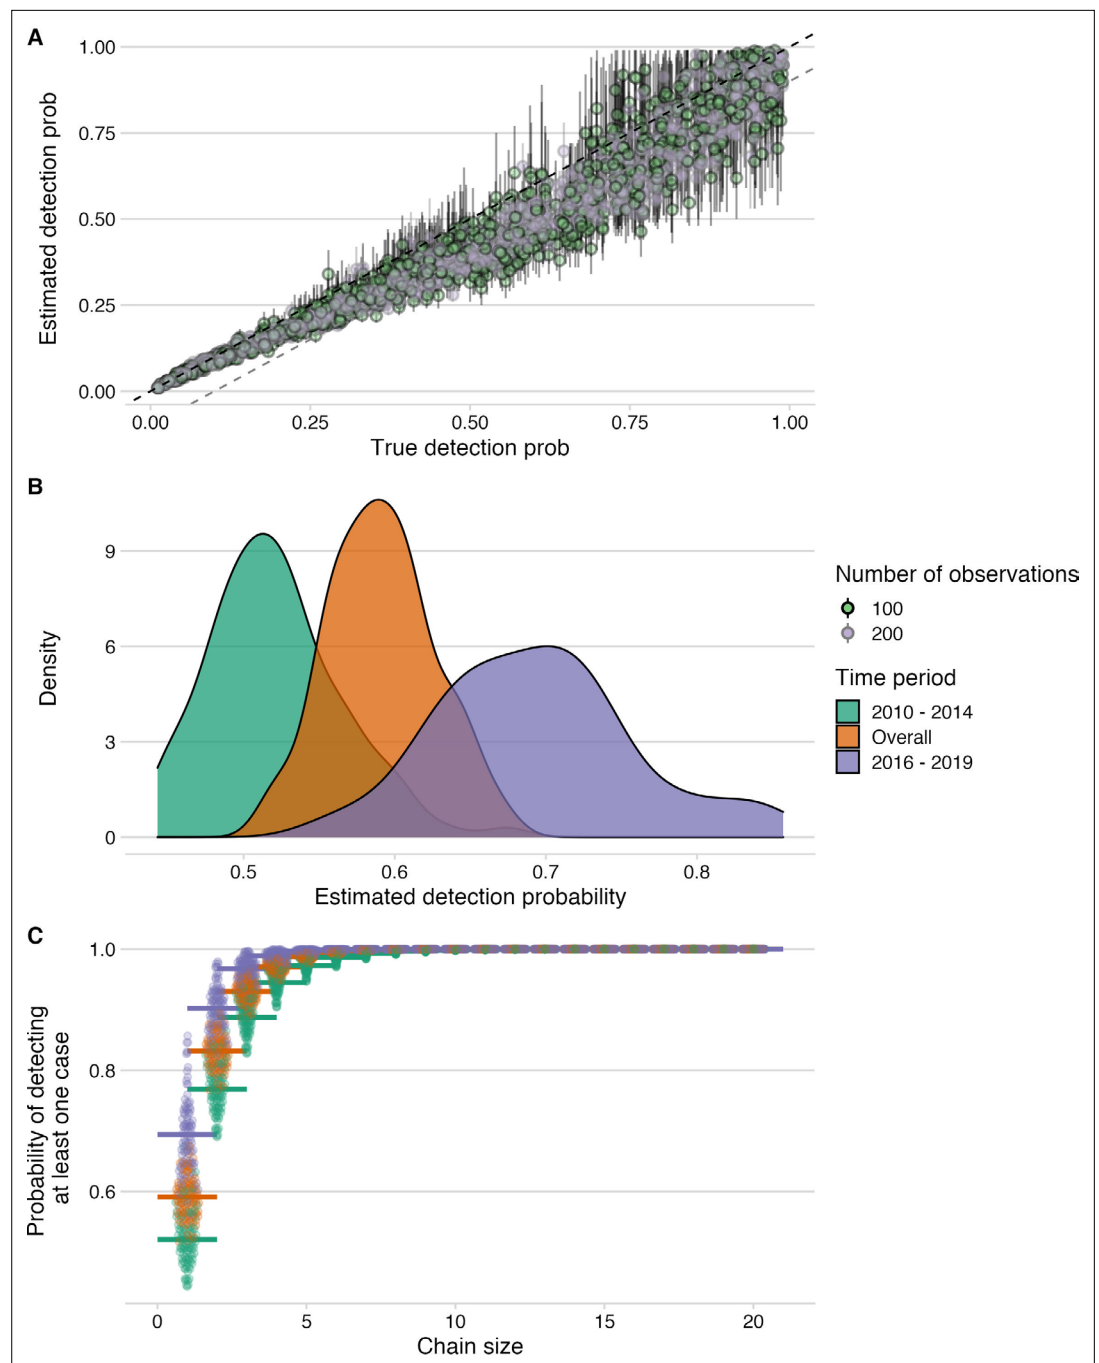 A
1.00
0.75
0.50
0.25
0.00
Estimated detection prob
0.00 0.25 0.50 0.75 1.00
True detection prob
B
9
6
3
0
Density
0.5 0.6 0.7 0.8
Estimated detection probability
Number of observations
100
200
Time period
2010 - 2014
Overall
2016 - 2019
C
1.0
0.8
0.6
Probability of detecting
at least one case
0 5 10 15 20
Chain size